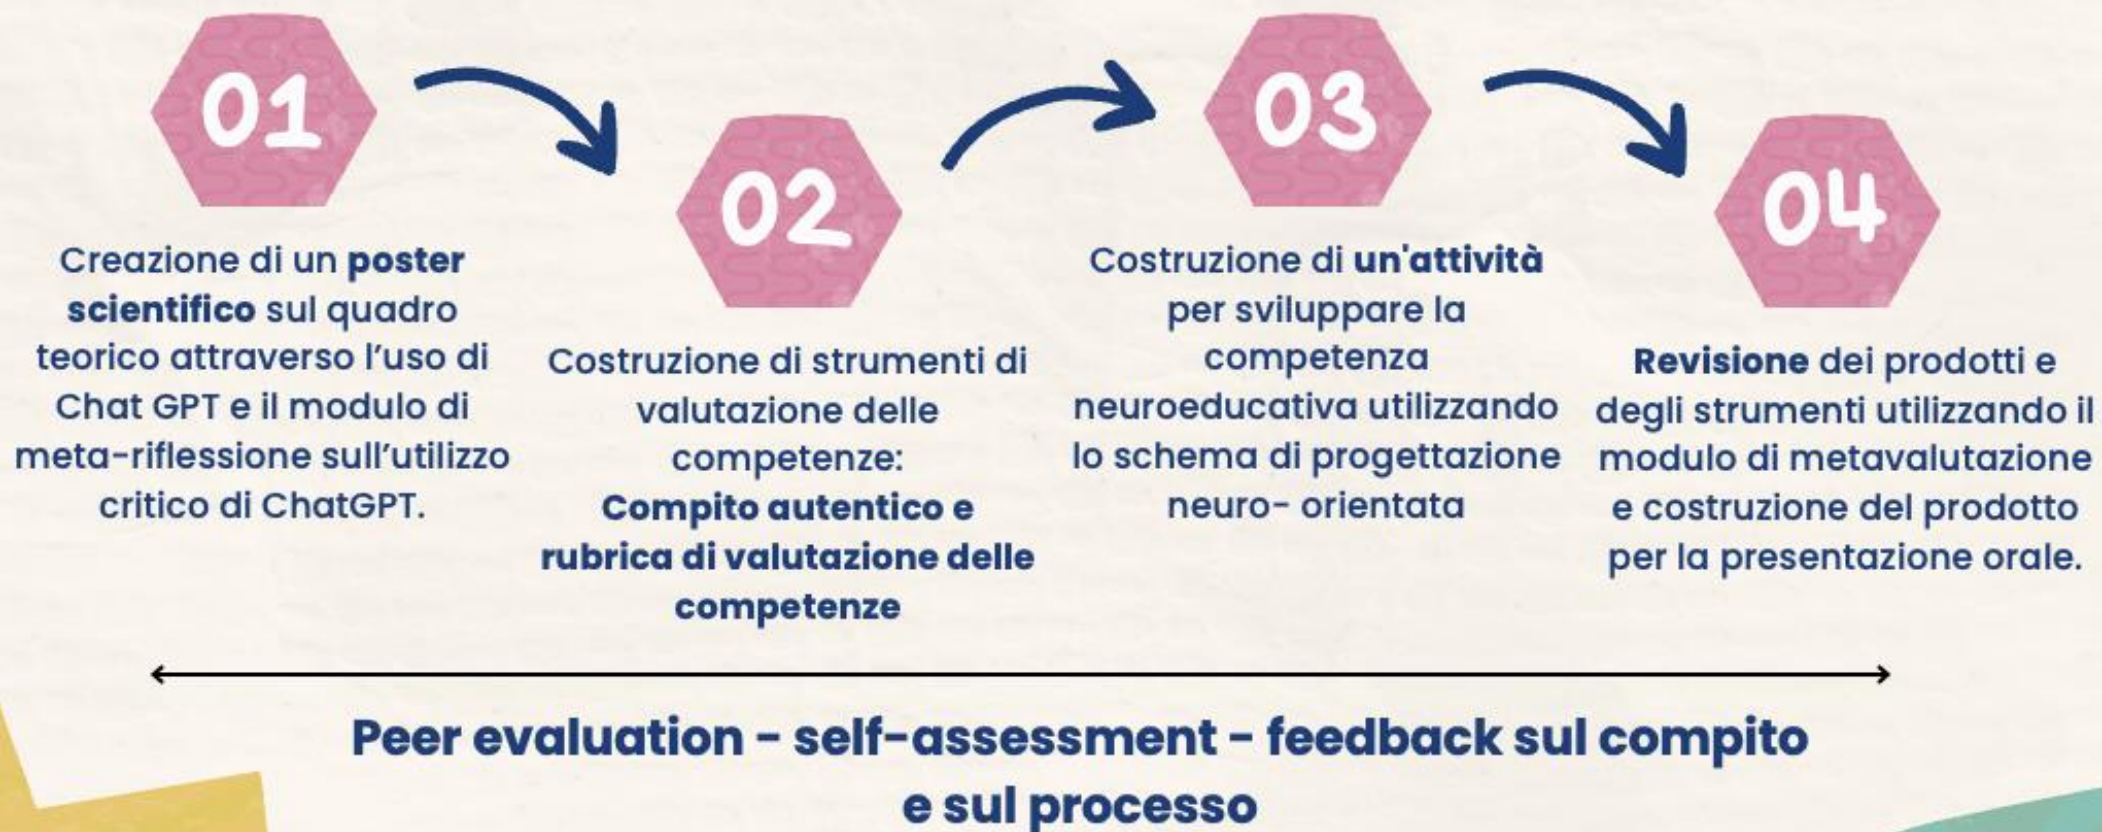 01
Creazione di un poster
scientifico sul quadro
teorico attraverso l’uso di
Chat GPT e il modulo di
meta-riflessione sull’utilizzo
critico di ChatGPT.
02
Costruzione di strumenti di
valutazione delle
competenze:
Compito autentico e
rubrica di valutazione delle
competenze
03
Costruzione di un'attività
per sviluppare la
competenza
neuroeducativa utilizzando
lo schema di progettazione
neuro- orientata
04
Revisione dei prodotti e
degli strumenti utilizzando il
modulo di metavalutazione
e costruzione del prodotto
per la presentazione orale.
Peer evaluation - self-assessment - feedback sul compito
e sul processo